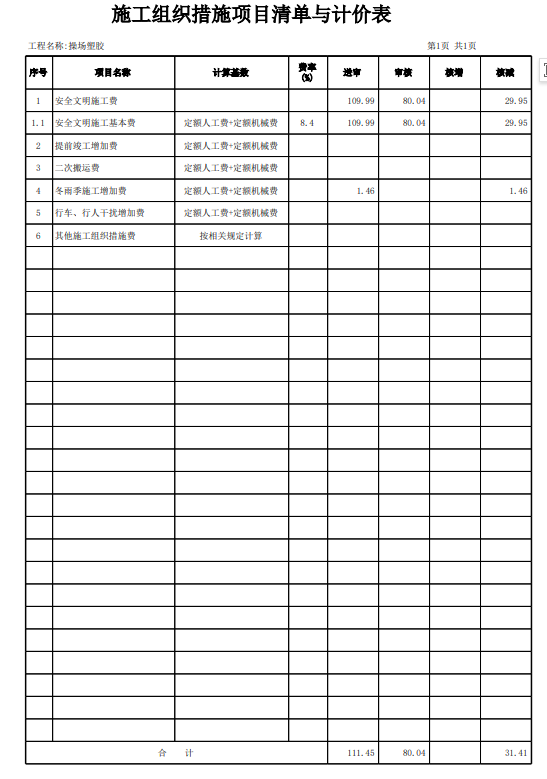 施工组织措施项目清单与计价表
工程名称:操场塑胶 第1页 共1页
序号 项目名称 计算基数 费率(%) 送审 审核 核增 核减
1 安全文明施工费 109.99 80.04 29.95
1.1 安全文明施工基本费 定额人工费+定额机械费 8.4 109.99 80.04 29.95
2 提前竣工增加费 定额人工费+定额机械费
3 二次搬运费 定额人工费+定额机械费
4 冬雨季施工增加费 定额人工费+定额机械费 1.46 1.46
5 行车、行人干扰增加费 定额人工费+定额机械费
6 其他施工组织措施费 按相关规定计算
合 计 111.45 80.04 31.41